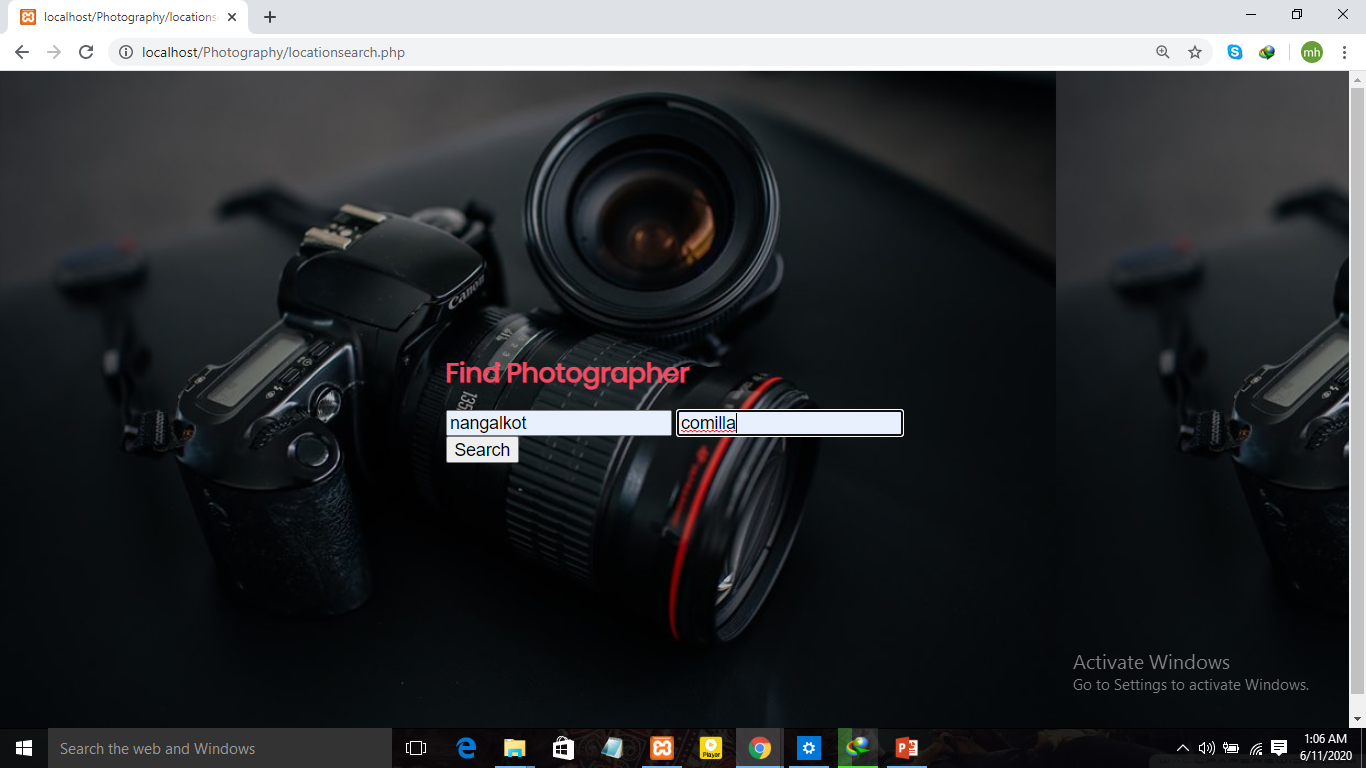 localhost/Photography/locations
localhost/Photography/locationsearch.php
mh
Canon
135
Find Photographer
nangalkot comilla
Search
Activate Windows
Go to Settings to activate Windows.
Search the web and Windows
Player
1:06 AM
6/11/2020